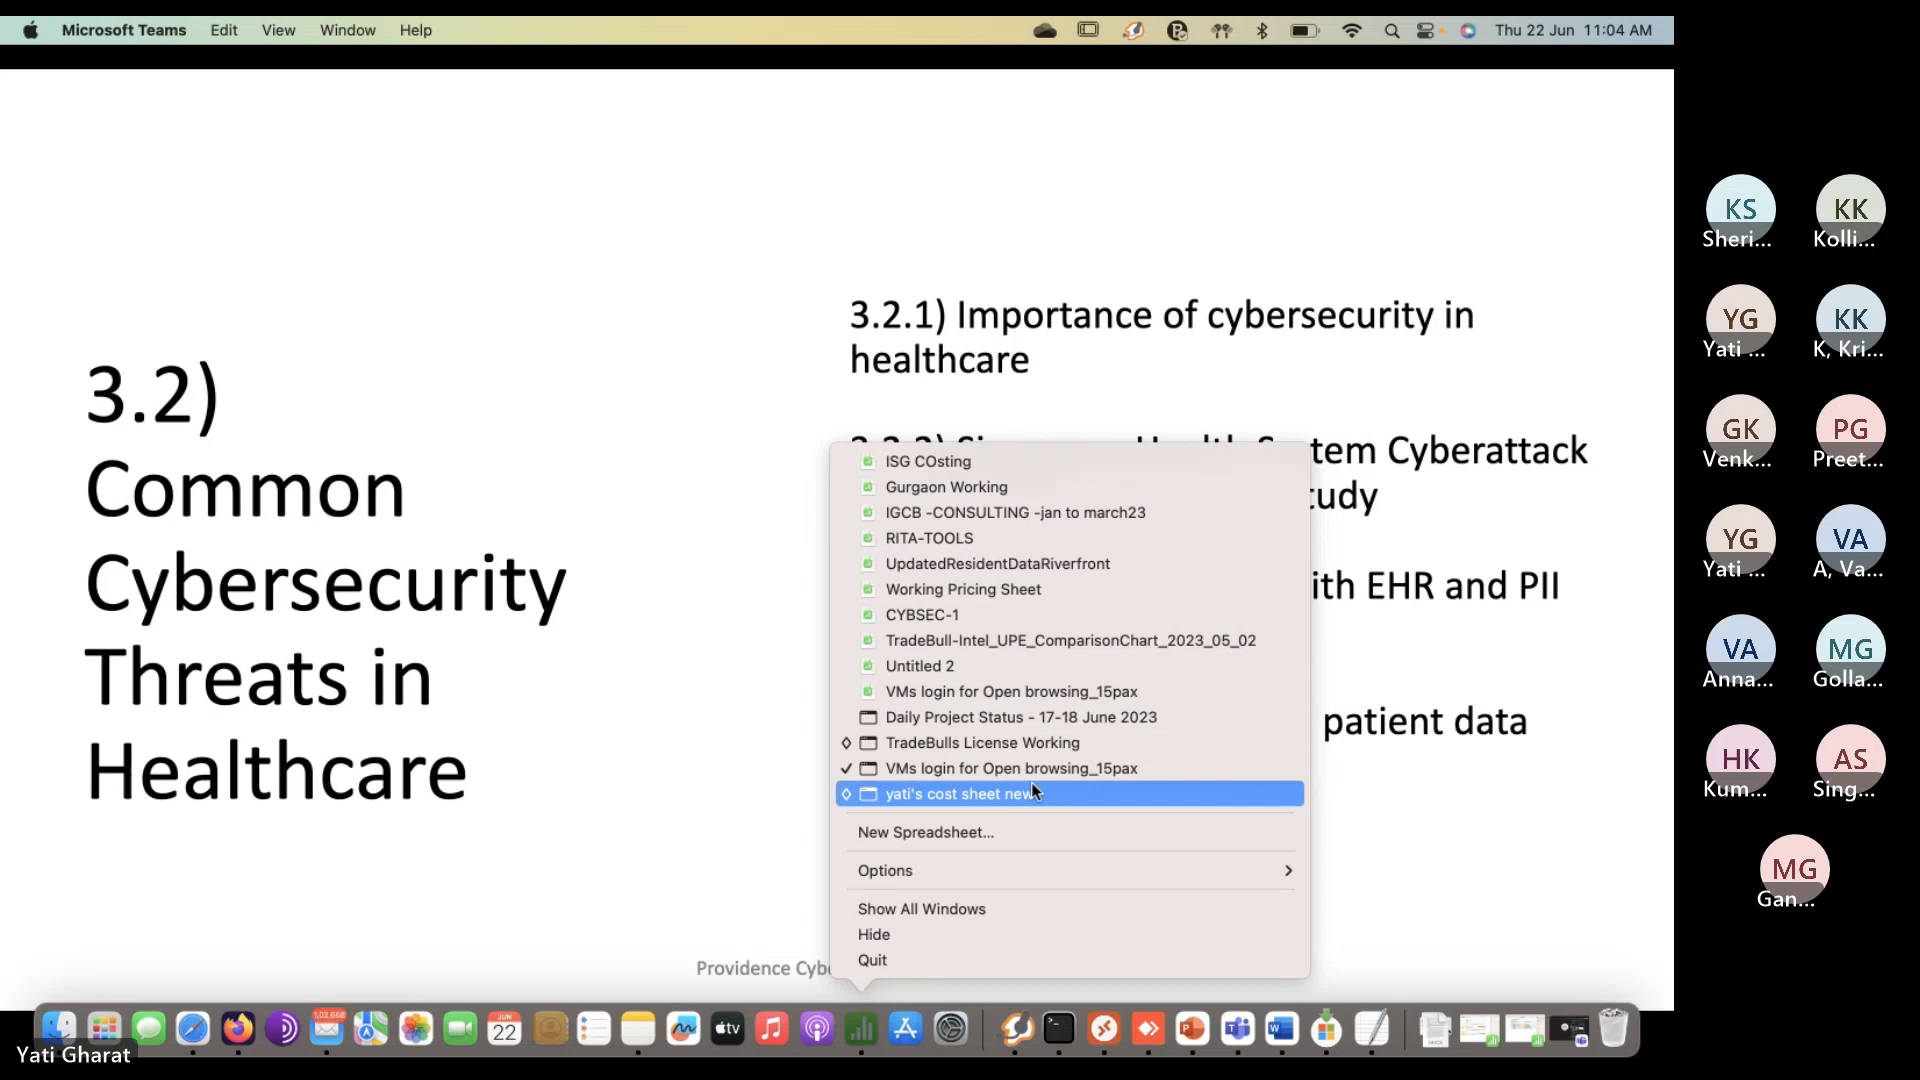 Microsoft Teams Edit View Window Help
Thu 22 Jun 11:04 AM
3.2)
Common
Cybersecurity
Threats in
Healthcare
3.2.1) Importance of cybersecurity in
healthcare
tem Cyberattack
tudy
ith EHR and PII
patient data
Providence Cyb
ISG COsting
Gurgaon Working
IGCB -CONSULTING -jan to march23
RITA-TOOLS
UpdatedResidentDataRiverfront
Working Pricing Sheet
CYBSEC-1
TradeBull-Intel_UPE_ComparisonChart_2023_05_02
Untitled 2
VMs login for Open browsing_15pax
Daily Project Status - 17-18 June 2023
TradeBulls License Working
VMs login for Open browsing_15pax
yati's cost sheet new
New Spreadsheet...
Options
Show All Windows
Hide
Quit
KS
Sheri...
KK
Kolli...
YG
Yati ...
KK
K, Kri...
GK
Venk...
PG
Preet...
YG
Yati ...
VA
A, Va...
VA
Anna...
MG
Golla...
HK
Kum...
AS
Sing...
MG
Gan...
1,02,668
JUN
22
tv
Yati Gharat